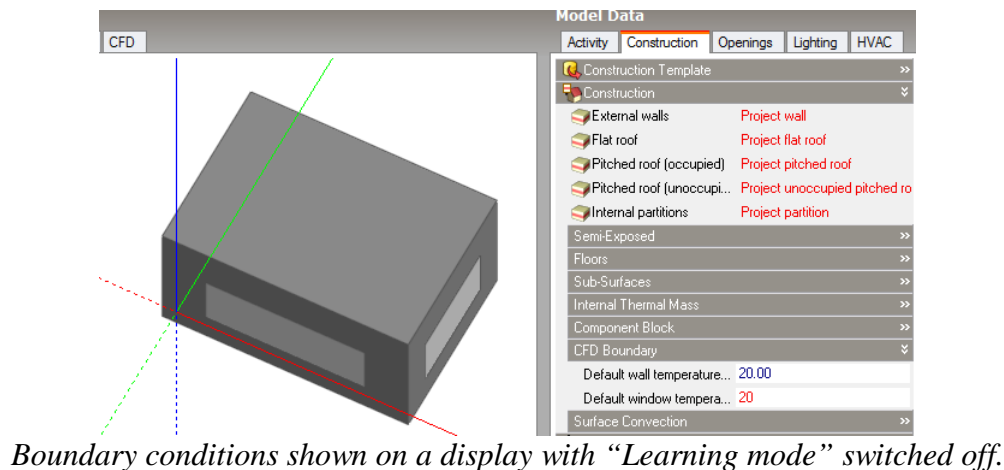 Model Data
CFD
Activity Construction Openings Lighting HVAC
Construction Template »
Construction
External walls Project wall
Flat roof Project flat roof
Pitched roof (occupied) Project pitched roof
Pitched roof (unoccupi... Project unoccupied pitched ro
Internal partitions Project partition
Semi-Exposed »
Floors »
Sub-Surfaces »
Internal Thermal Mass »
Component Block »
CFD Boundary
Default wall temperature... 20.00
Default window tempera... 20
Surface Convection »
Boundary conditions shown on a display with “Learning mode” switched off.